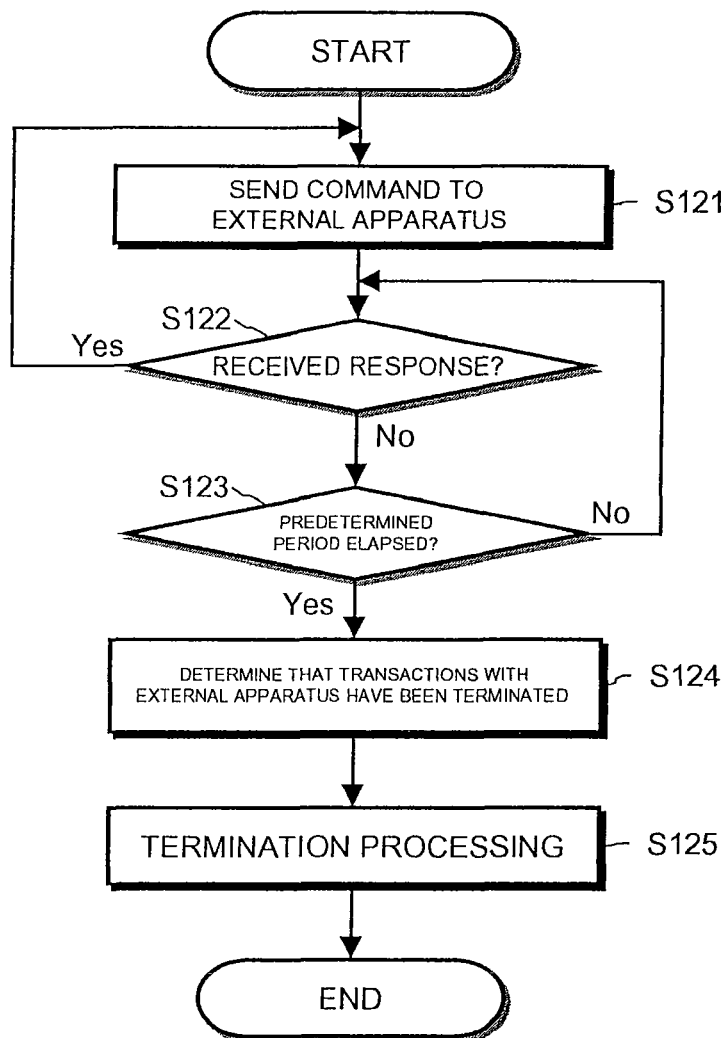 START
SEND COMMAND TO
EXTERNAL APPARATUS
S121
S122
Yes
RECEIVED RESPONSE?
No
S123
PREDETERMINED
PERIOD ELAPSED?
No
Yes
DETERMINE THAT TRANSACTIONS WITH
EXTERNAL APPARATUS HAVE BEEN TERMINATED
S124
TERMINATION PROCESSING
S125
END